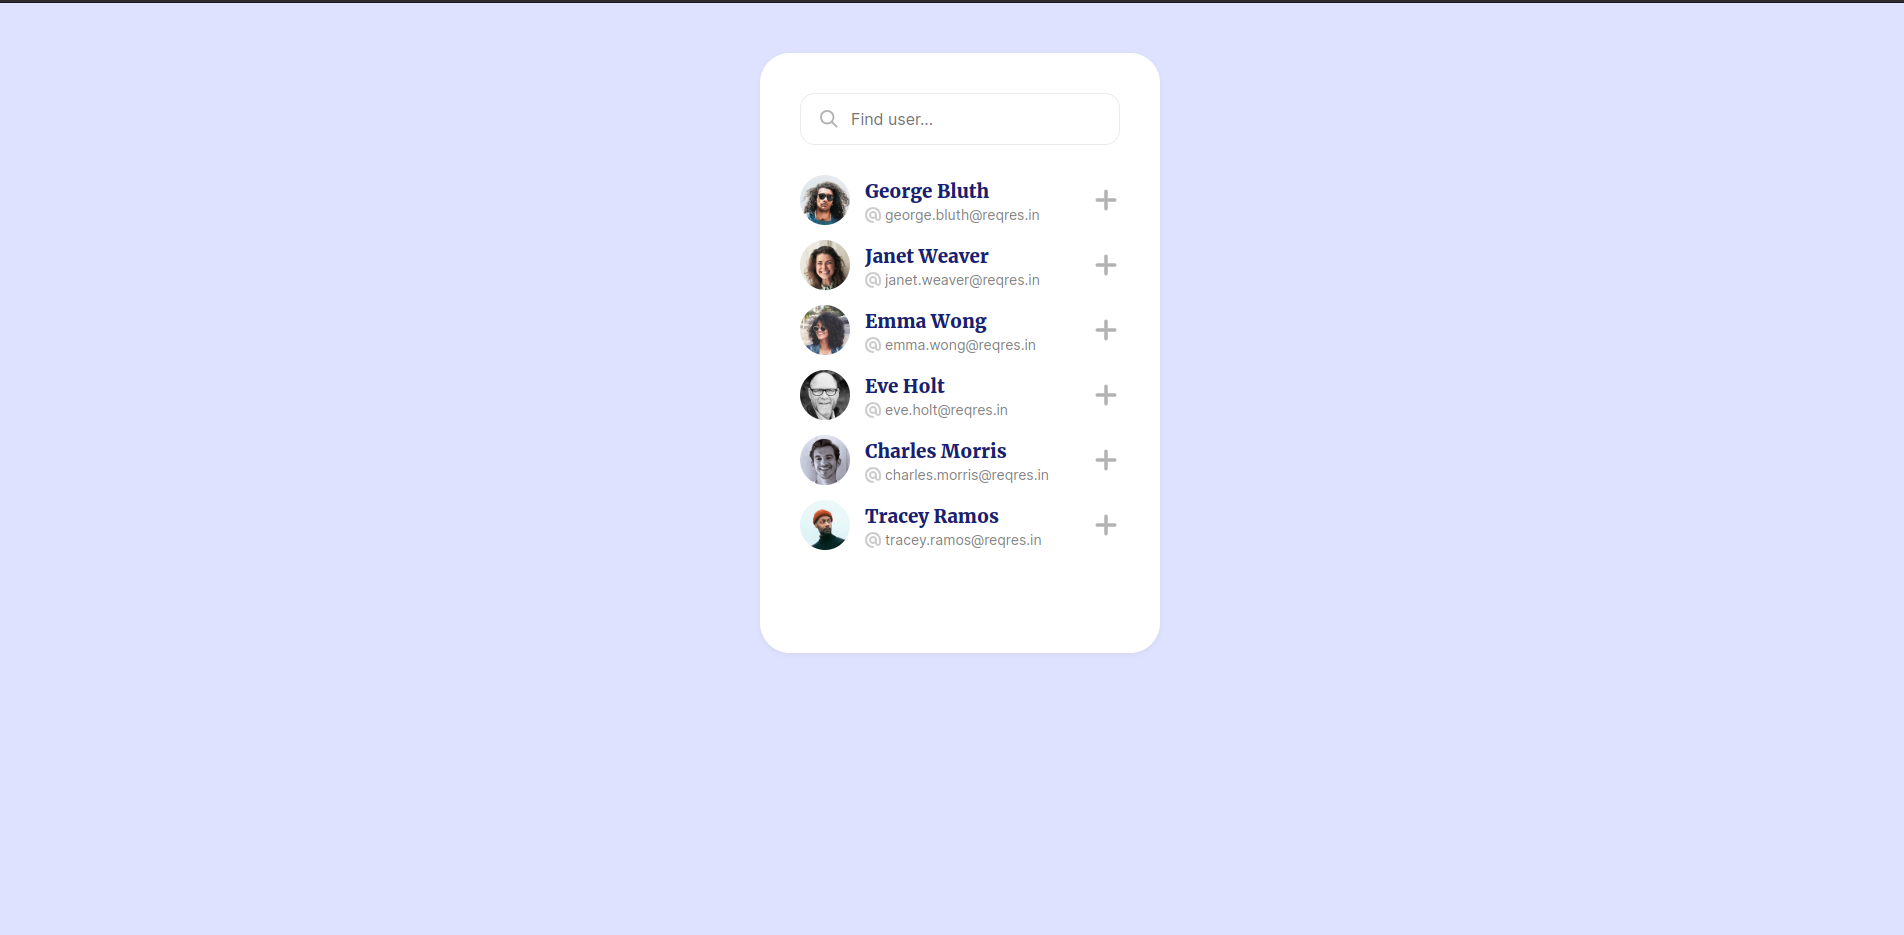 Find user...
George Bluth
george.bluth@reqres.in
Janet Weaver
janet.weaver@reqres.in
Emma Wong
emma.wong@reqres.in
Eve Holt
eve.holt@reqres.in
Charles Morris
charles.morris@reqres.in
Tracey Ramos
tracey.ramos@reqres.in